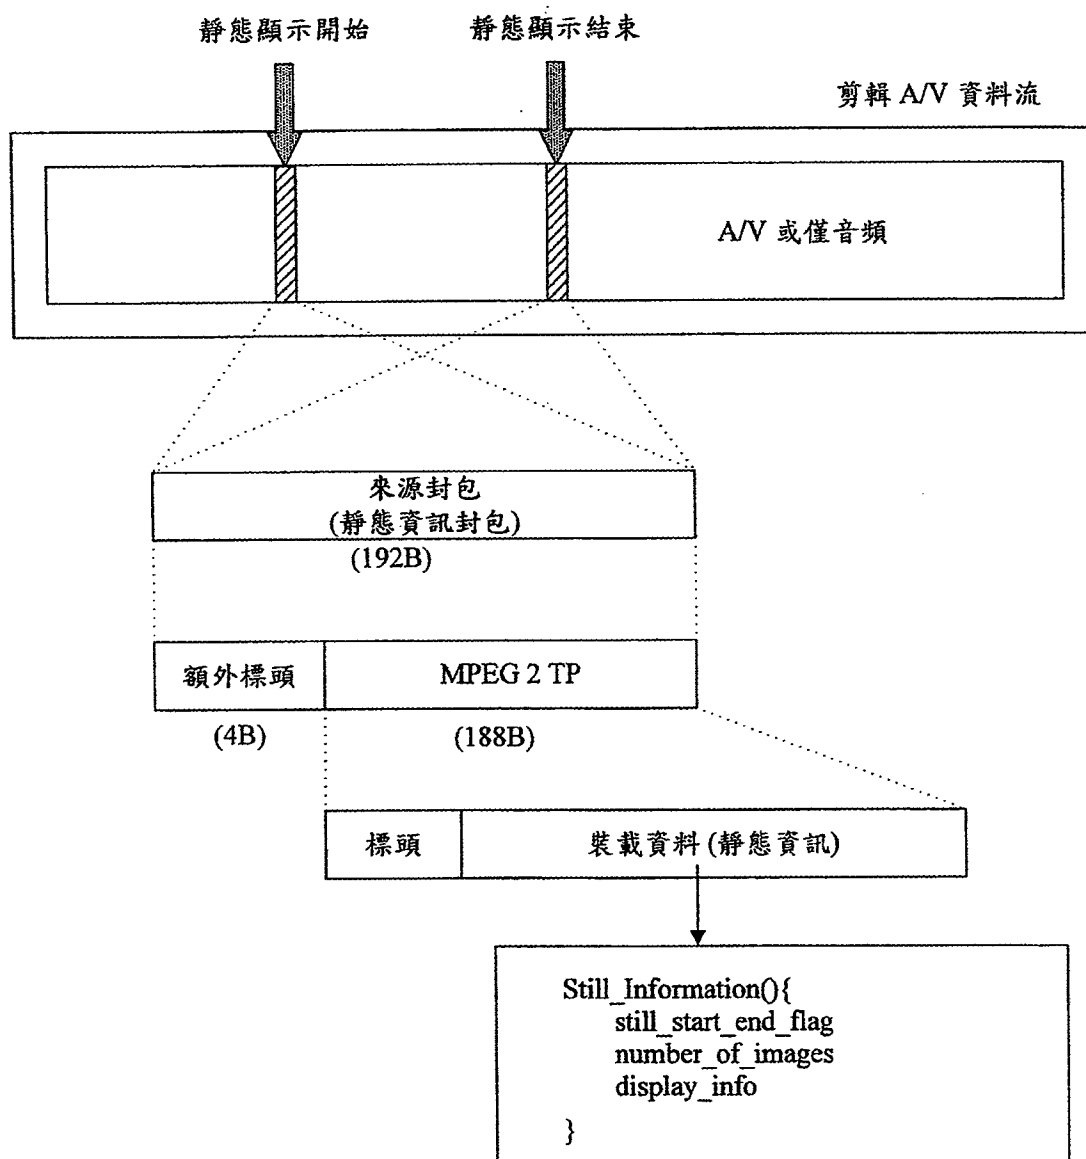 靜態顯示開始
靜態顯示結束
剪輯 A/V 資料流
A/V 或僅音頻
來源封包
(靜態資訊封包)
(192B)
額外標頭
MPEG 2 TP
(4B)
(188B)
標頭
裝載資料 (靜態資訊)
Still_Information(){
still_start_end_flag
number_of_images
display_info
}